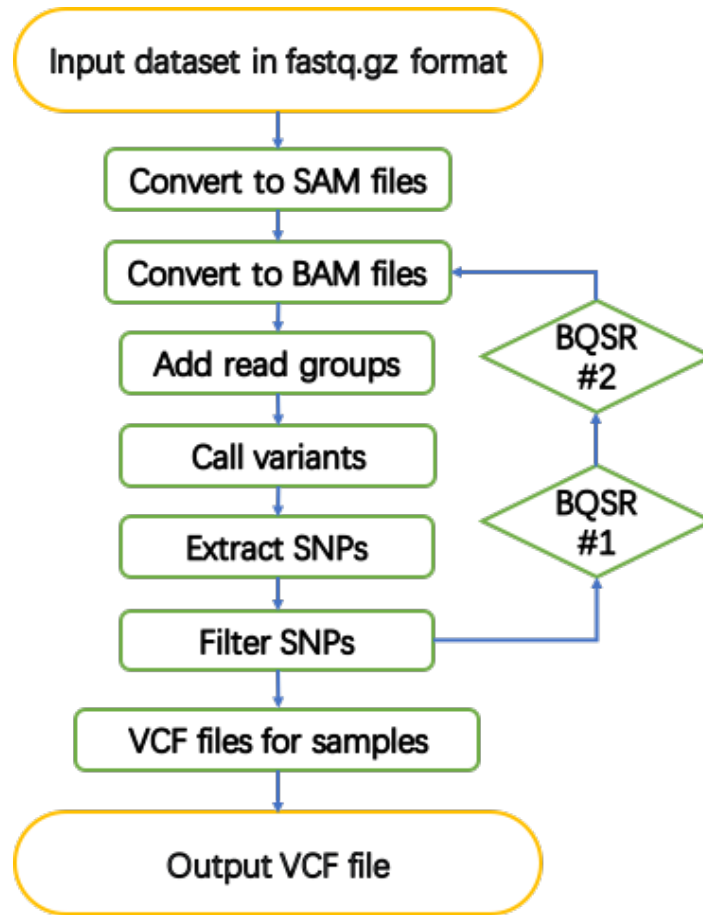 Input dataset in fastq.gz format
Convert to SAM files
Convert to BAM files
Add read groups
Call variants
Extract SNPs
Filter SNPs
VCF files for samples
Output VCF file
BQSR
#2
BQSR
#1